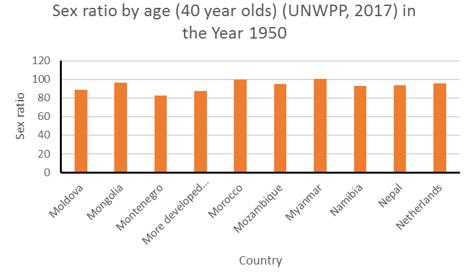 Sex ratio by age (40 year olds) (UNWPP, 2017) in
the Year 1950
120
100
80
60
40
20
0
Sex ratio
Moldova
Mongolia
Montenegro
More developed...
Morocco
Mozambique
Myanmar
Namibia
Nepal
Netherlands
Country